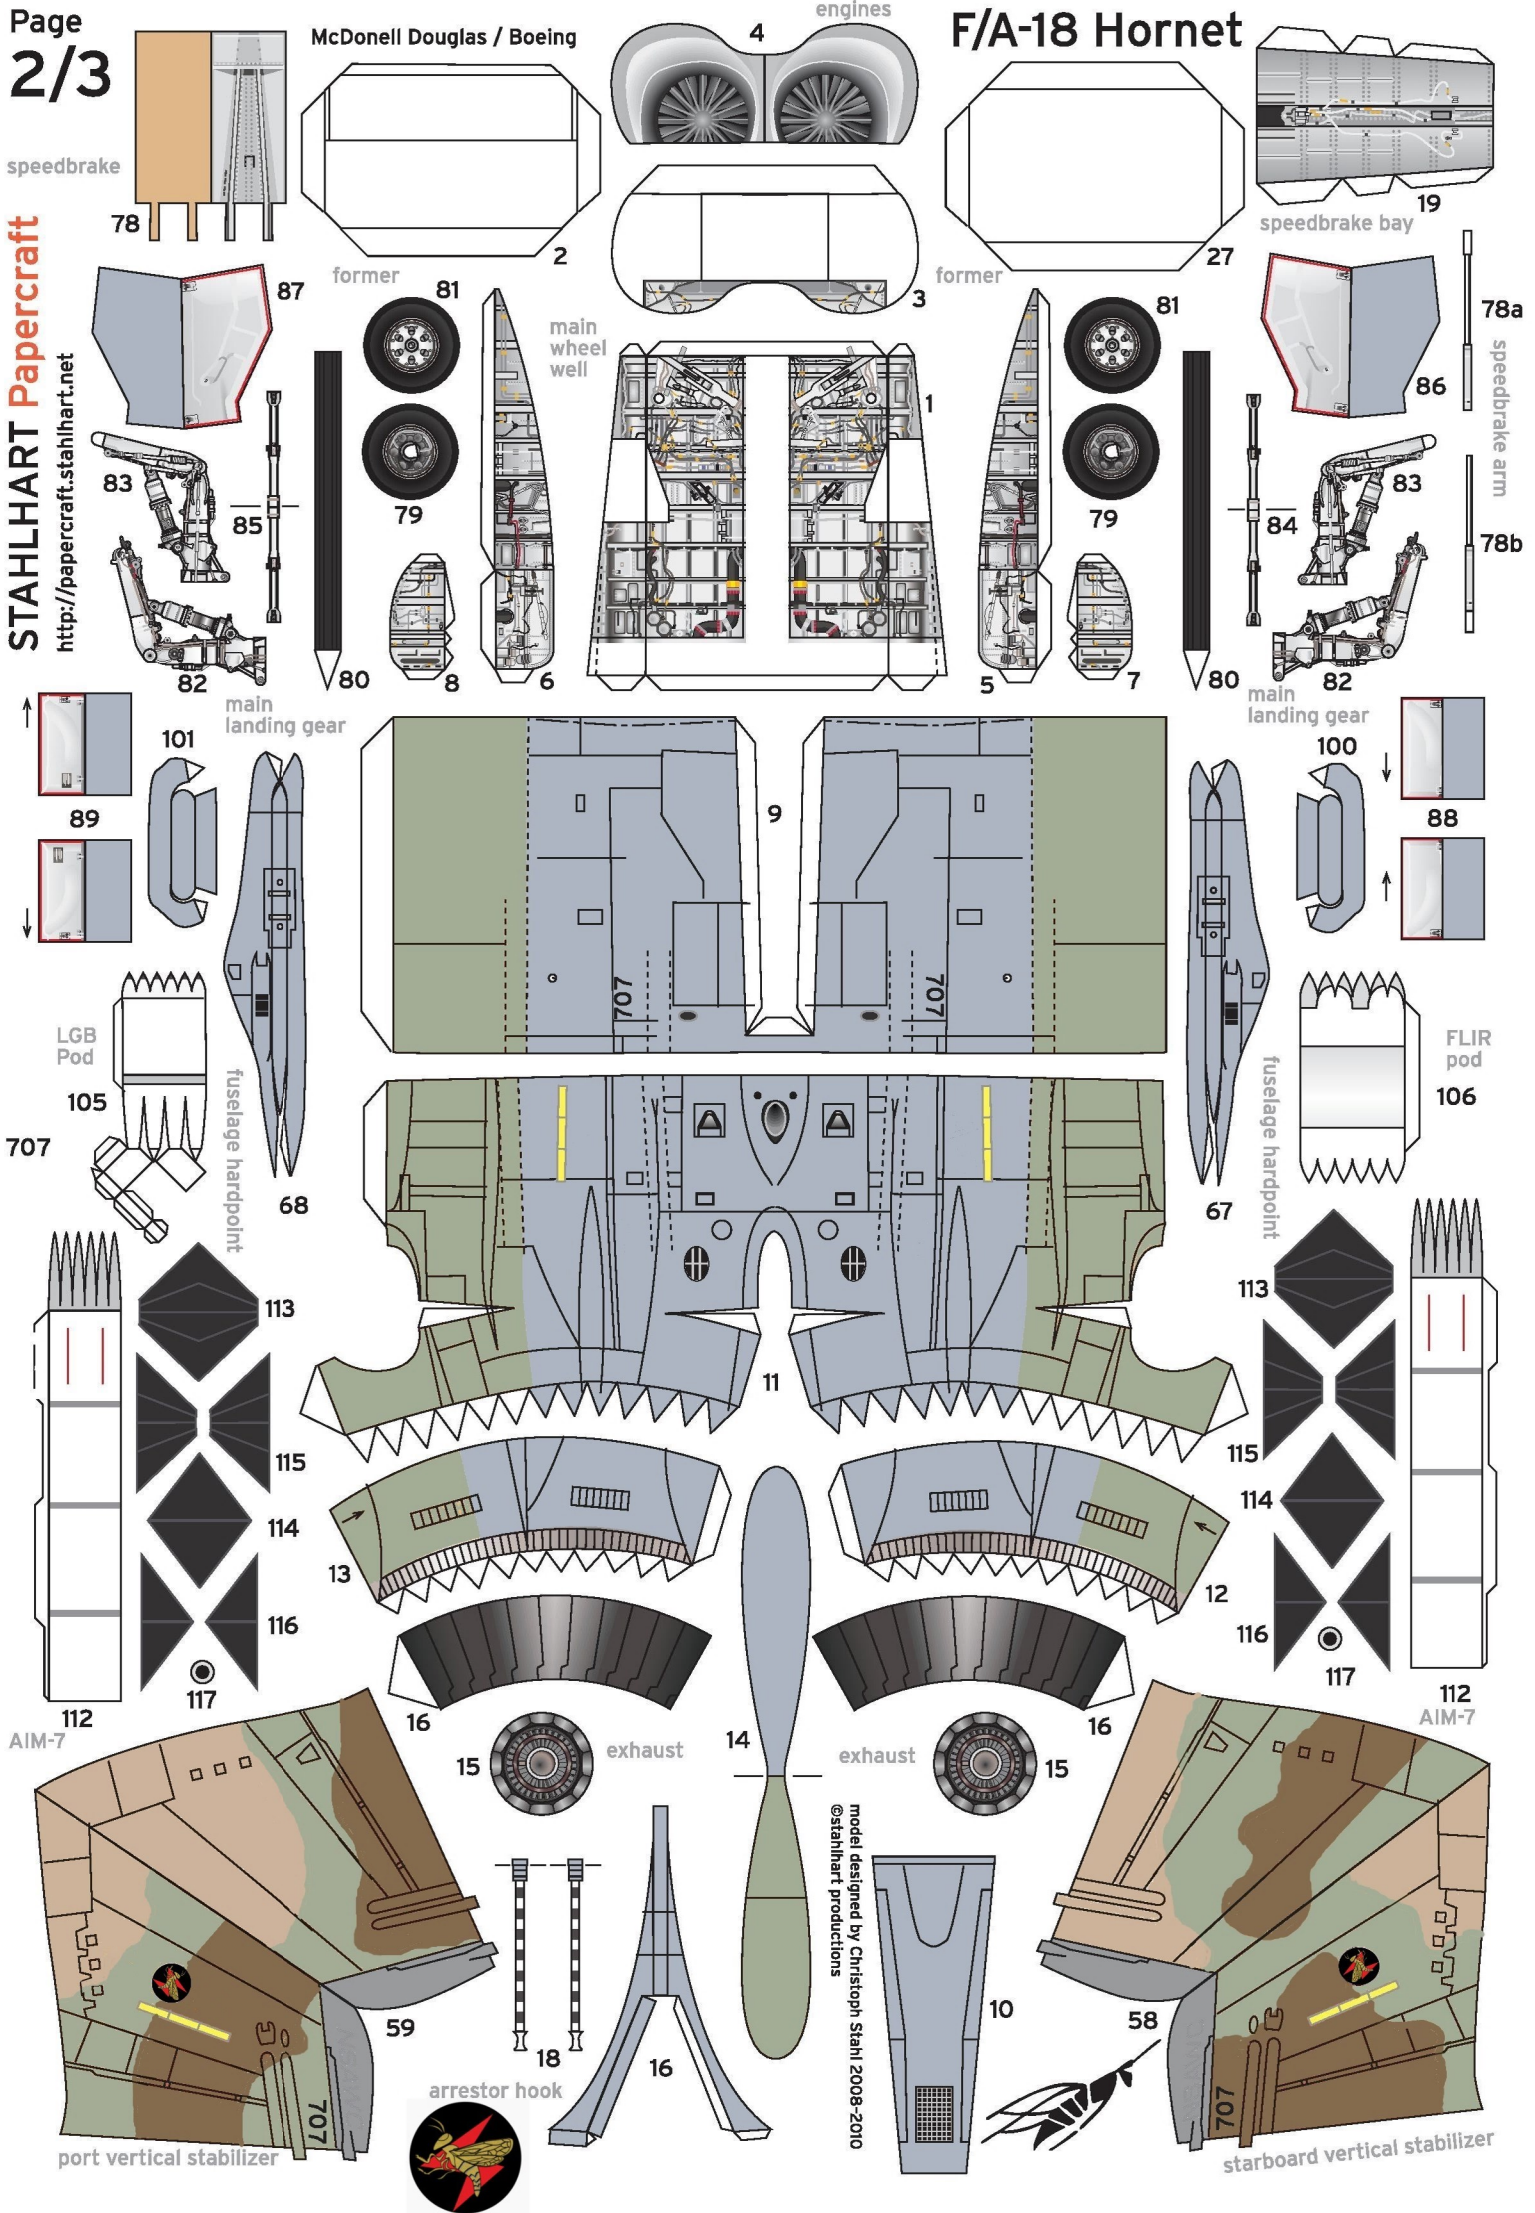 Page
2/3
McDonell Douglas / Boeing
engines
4
F/A-18 Hornet
speedbrake
78
2
former
3
former
27
19
speedbrake bay
STAHLHART Papercraft
http://papercraft.stahlhart.net
87
81
main
wheel
well
1
81
86
78a
speedbrake arm
83
85
79
79
84
83
78b
82
80
8
6
5
7
80
82
main
landing gear
main
landing gear
101
100
89
9
88
707
707
LGB
Pod
105
707
fuselage hardpoint
68
67
fuselage hardpoint
FLIR
pod
106
113
113
11
115
115
114
114
13
12
116
116
117
117
112
AIM-7
16
16
112
AIM-7
15
exhaust
14
exhaust
15
model designed by Christoph Stahl 2008-2010
©stahlhart productions
59
18
16
10
58
arrestor hook
707
707
port vertical stabilizer
starboard vertical stabilizer